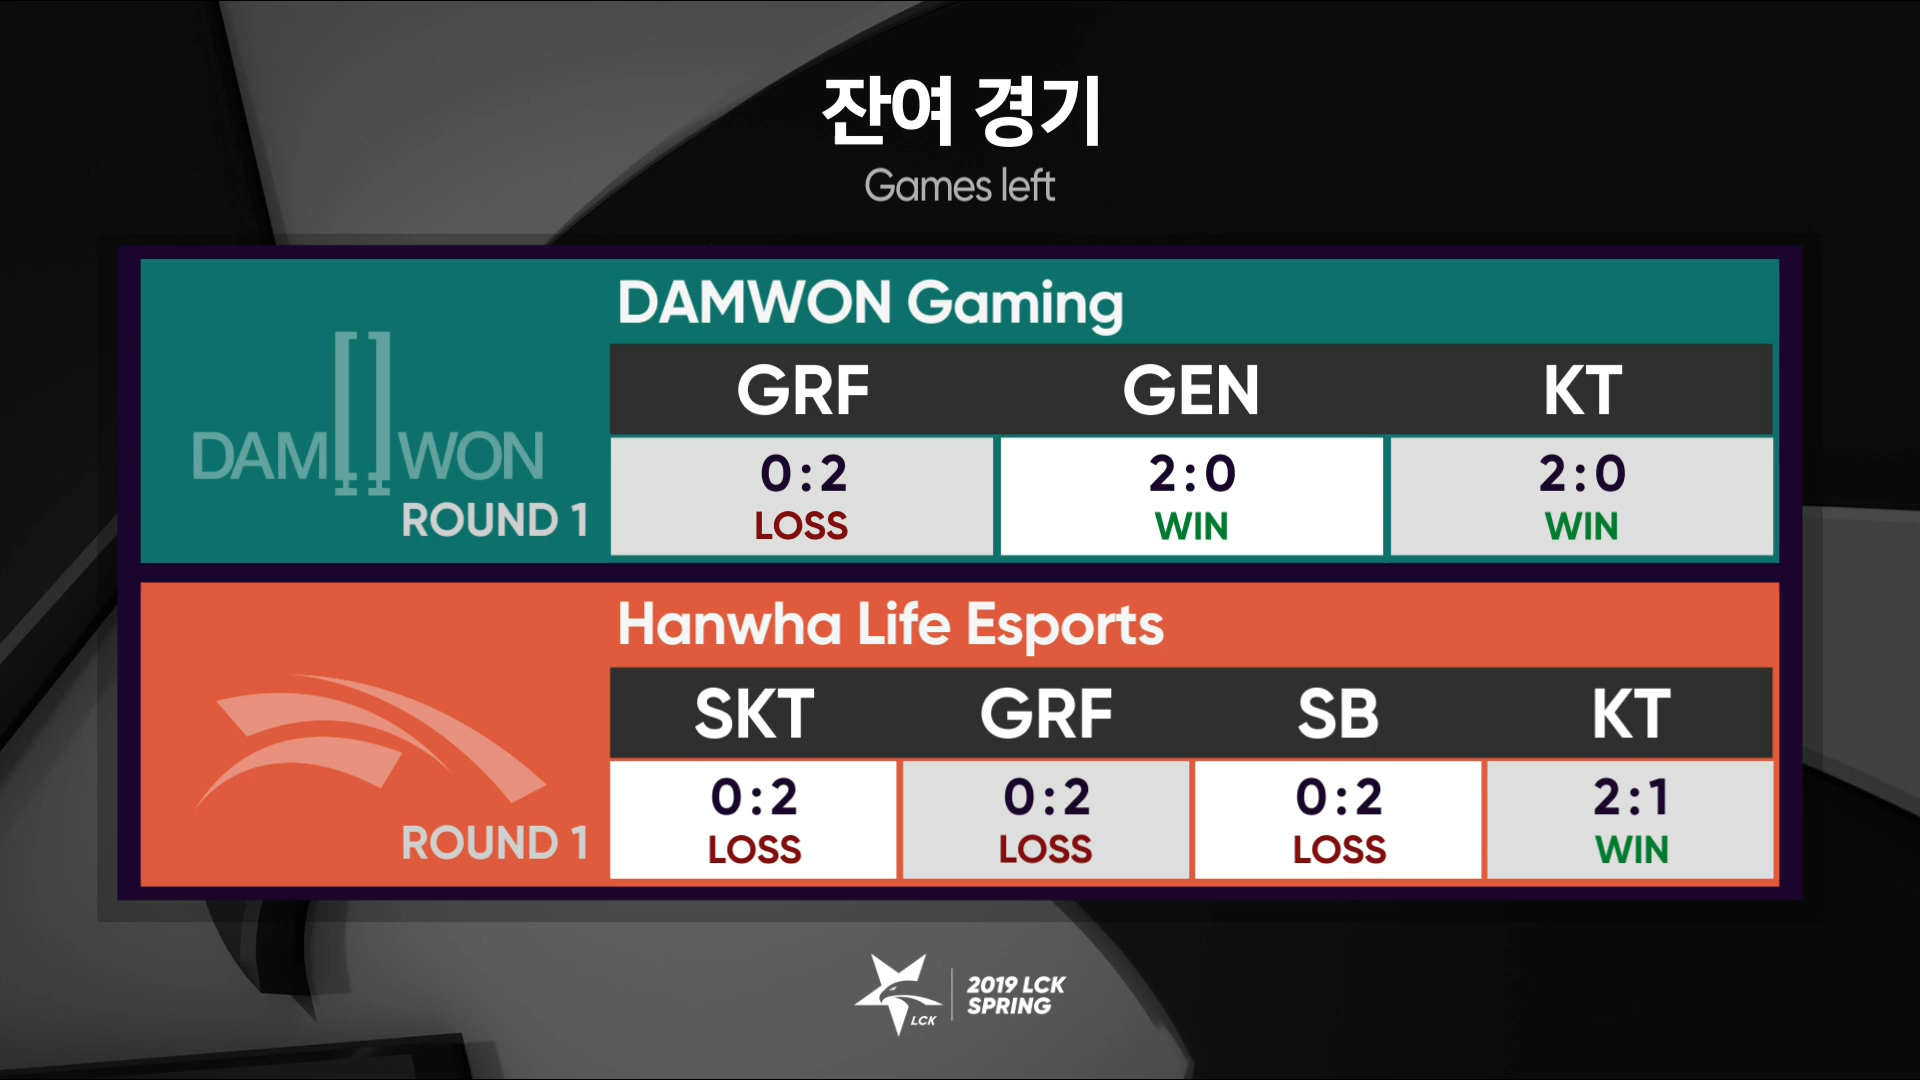 잔여 경기
Games left
DAMWON Gaming
DAMWON
ROUND 1
GRF GEN KT
0:2 2:0 2:0
LOSS WIN WIN
Hanwha Life Esports
ROUND 1
SKT GRF SB KT
0:2 0:2 0:2 2:1
LOSS LOSS LOSS WIN
LCK
2019 LCK
SPRING